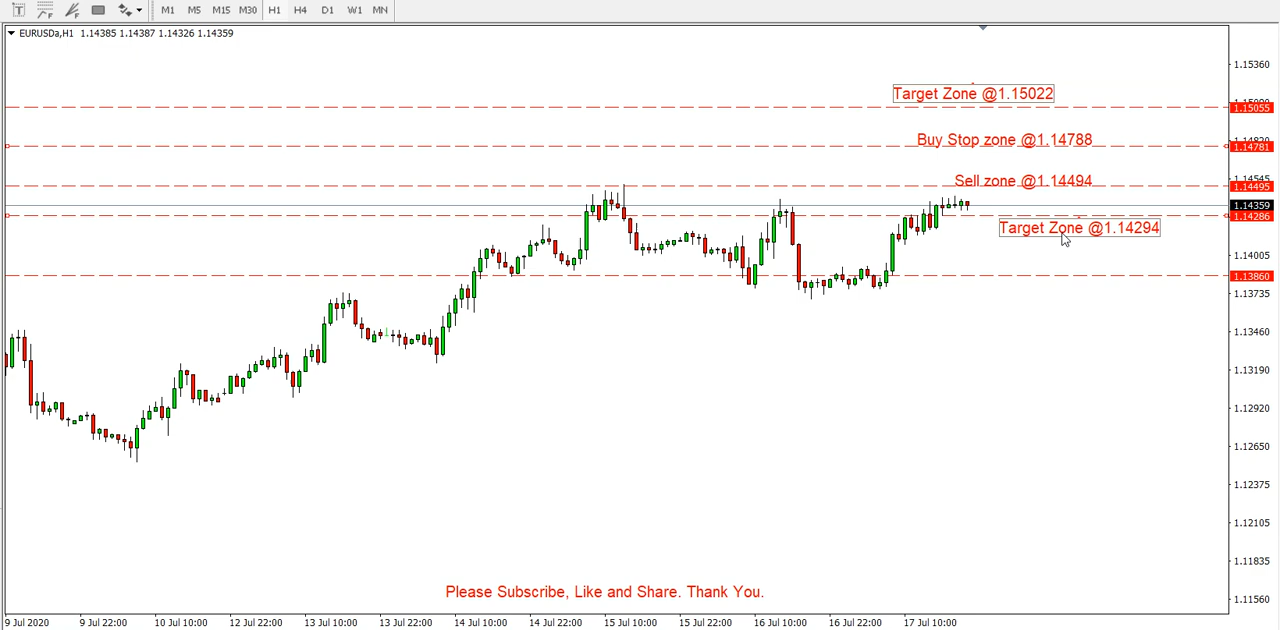 T F F M1 M5 M15 M30 H1 H4 D1 W1 MN
EURUSDa,H1 1.14385 1.14387 1.14326 1.14359
1.15360
Target Zone @1.15022
1.15055
Buy Stop zone @1.14788
1.14781
Sell zone @1.14494
1.14545
1.14495
1.14359
1.14286
Target Zone @1.14294
1.14005
1.13860
1.13735
1.13460
1.13190
1.12920
1.12650
1.12375
1.12105
1.11835
Please Subscribe, Like and Share. Thank You.
1.11560
9 Jul 2020 9 Jul 22:00 10 Jul 10:00 12 Jul 22:00 13 Jul 10:00 13 Jul 22:00 14 Jul 10:00 14 Jul 22:00 15 Jul 10:00 15 Jul 22:00 16 Jul 10:00 16 Jul 22:00 17 Jul 10:00